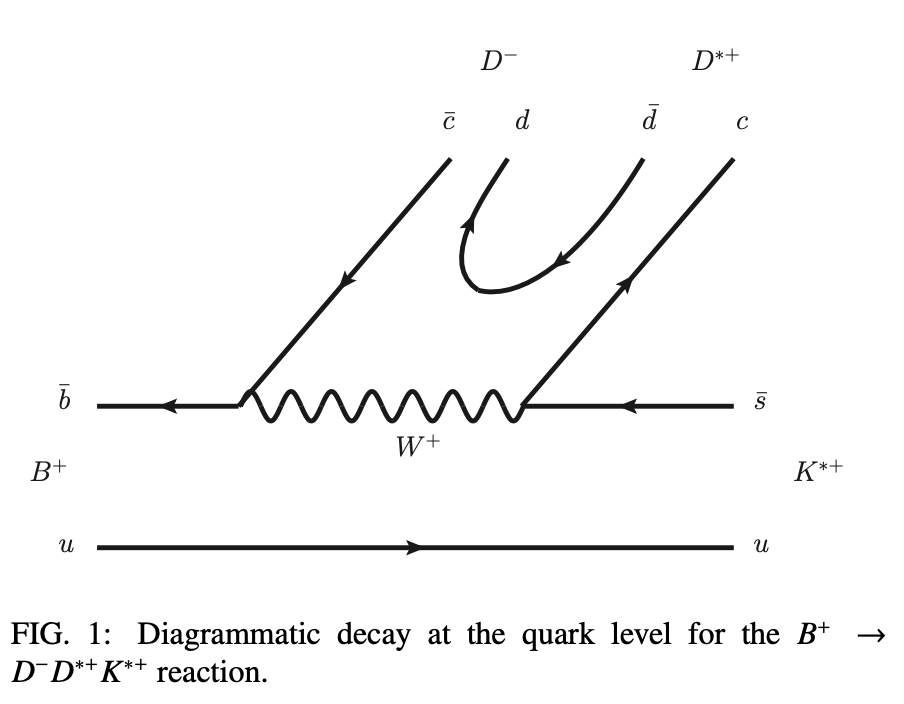 D⁻ D*⁺
c̄ d d̄ c
b̄ s̄
W⁺
B⁺ K*⁺
u u
FIG. 1: Diagrammatic decay at the quark level for the B⁺ →
D⁻D*⁺K*⁺ reaction.